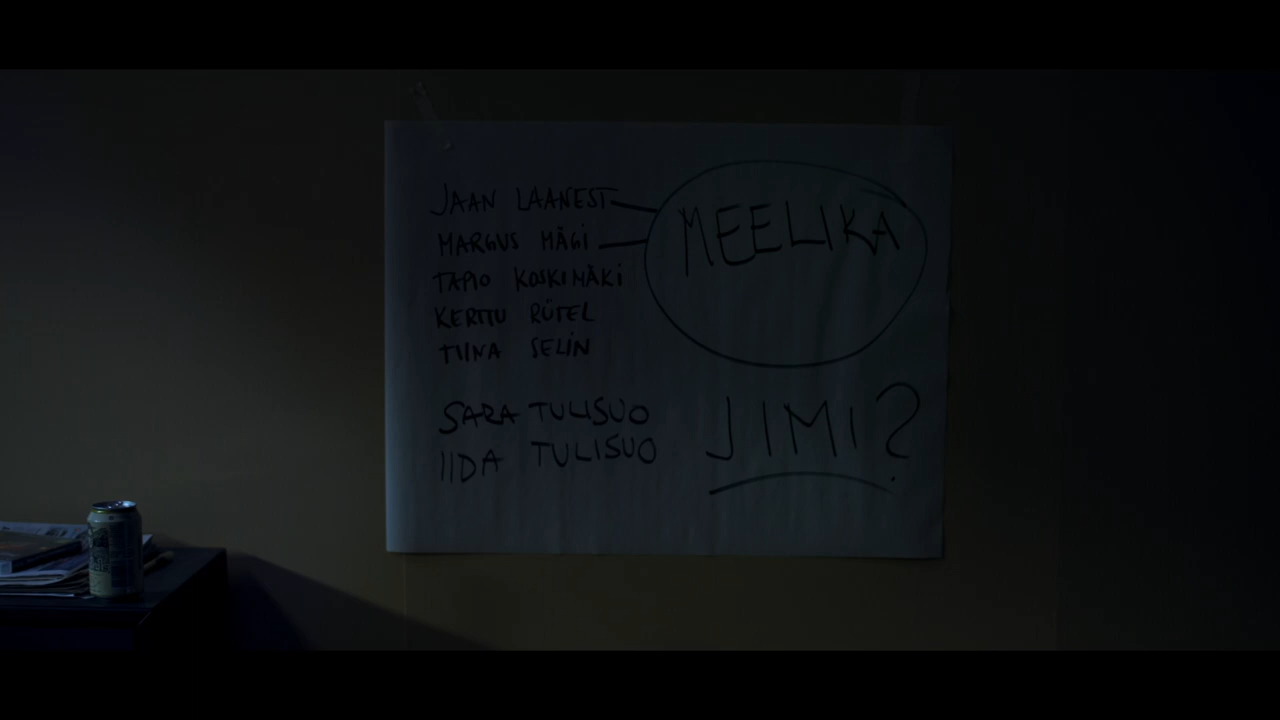 JAAN LAANEST
MARGUS MÄGI
TAPIO KOSKIMÄKI
KERTTU RÜTEL
TIINA SELIN
MEELIKA
SARA TULISUO
IIDA TULISUO
JIMI?